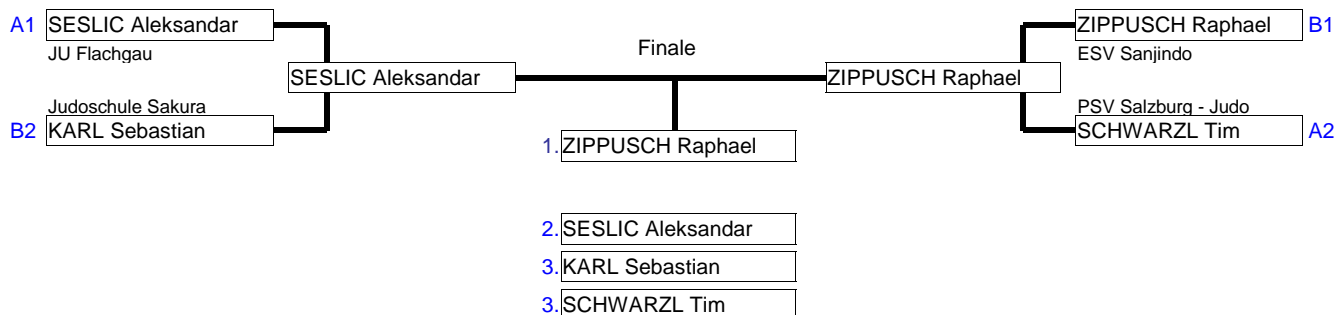 A1 SESLIC Aleksandar
JU Flachgau
SESLIC Aleksandar
Judoschule Sakura
B2 KARL Sebastian
Finale
ZIPPUSCH Raphael B1
ESV Sanjindo
ZIPPUSCH Raphael
PSV Salzburg - Judo
SCHWARZL Tim A2
1. ZIPPUSCH Raphael
2. SESLIC Aleksandar
3. KARL Sebastian
3. SCHWARZL Tim